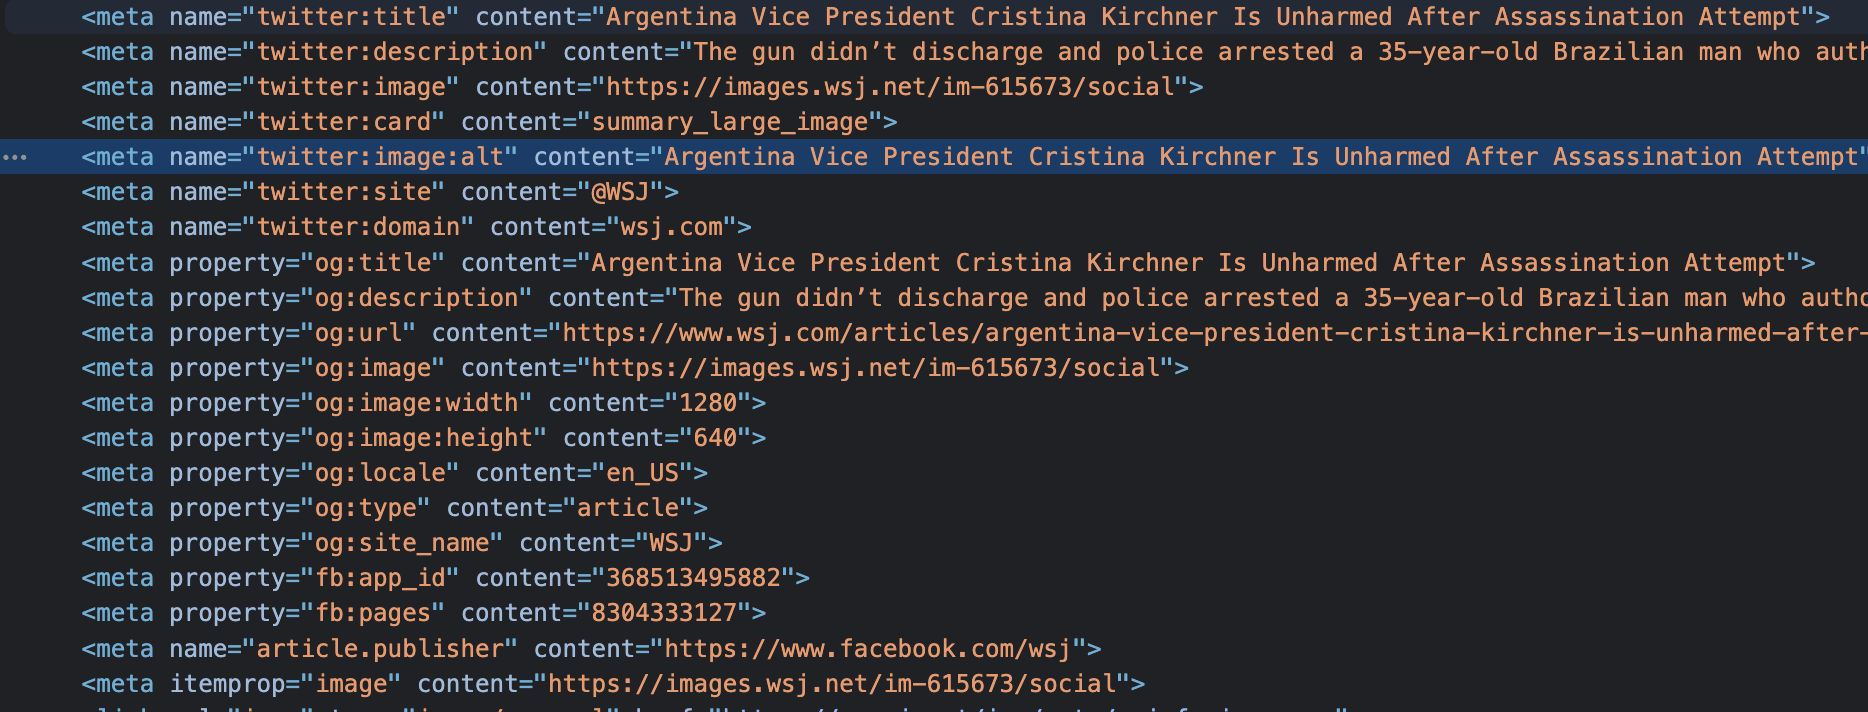 <meta name="twitter:title" content="Argentina Vice President Cristina Kirchner Is Unharmed After Assassination Attempt">
<meta name="twitter:description" content="The gun didn’t discharge and police arrested a 35-year-old Brazilian man who auth
<meta name="twitter:image" content="https://images.wsj.net/im-615673/social">
<meta name="twitter:card" content="summary_large_image">
<meta name="twitter:image:alt" content="Argentina Vice President Cristina Kirchner Is Unharmed After Assassination Attempt"
<meta name="twitter:site" content="@WSJ">
<meta name="twitter:domain" content="wsj.com">
<meta property="og:title" content="Argentina Vice President Cristina Kirchner Is Unharmed After Assassination Attempt">
<meta property="og:description" content="The gun didn’t discharge and police arrested a 35-year-old Brazilian man who autho
<meta property="og:url" content="https://www.wsj.com/articles/argentina-vice-president-cristina-kirchner-is-unharmed-after-
<meta property="og:image" content="https://images.wsj.net/im-615673/social">
<meta property="og:image:width" content="1280">
<meta property="og:image:height" content="640">
<meta property="og:locale" content="en_US">
<meta property="og:type" content="article">
<meta property="og:site_name" content="WSJ">
<meta property="fb:app_id" content="368513495882">
<meta property="fb:pages" content="8304333127">
<meta name="article.publisher" content="https://www.facebook.com/wsj">
<meta itemprop="image" content="https://images.wsj.net/im-615673/social">